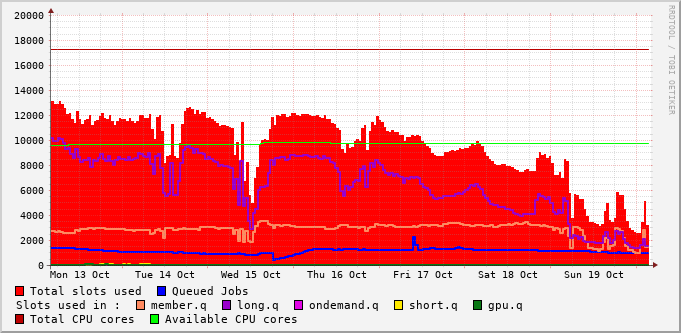 RRDTOOL / TOBI OETIKER
20000
18000
16000
14000
12000
10000
8000
6000
4000
2000
0
Mon 13 Oct Tue 14 Oct Wed 15 Oct Thu 16 Oct Fri 17 Oct Sat 18 Oct Sun 19 Oct
Total slots used Queued Jobs
Slots used in : member.q long.q ondemand.q short.q gpu.q
Total CPU cores Available CPU cores